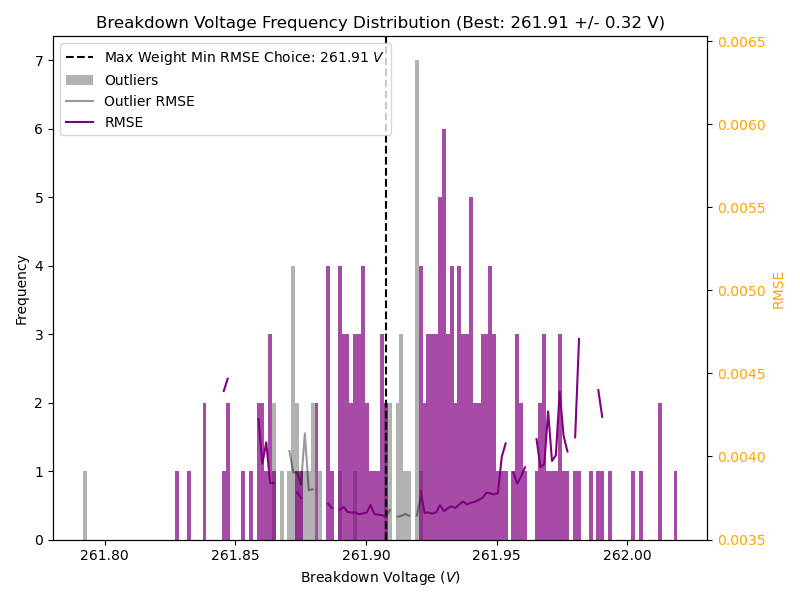 Breakdown Voltage Frequency Distribution (Best: 261.91 +/- 0.32 V)
Max Weight Min RMSE Choice: 261.91 V
Outliers
Outlier RMSE
RMSE
Frequency
7
6
5
4
3
2
1
0
0.0065
0.0060
0.0055
0.0050
0.0045
0.0040
0.0035
RMSE
261.80
261.85
261.90
261.95
262.00
Breakdown Voltage (V)